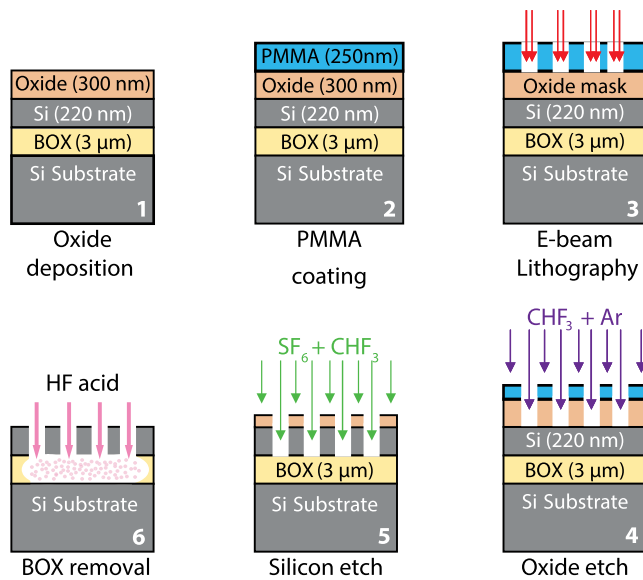 Oxide (300 nm)
Si (220 nm)
BOX (3 µm)
Si Substrate
1
Oxide
deposition
PMMA (250nm)
Oxide (300 nm)
Si (220 nm)
BOX (3 µm)
Si Substrate
2
PMMA
coating
Oxide mask
Si (220 nm)
BOX (3 µm)
Si Substrate
3
E-beam
Lithography
HF acid
Si Substrate
6
BOX removal
SF₆ + CHF₃
BOX (3 µm)
Si Substrate
5
Silicon etch
CHF₃ + Ar
Si (220 nm)
BOX (3 µm)
Si Substrate
4
Oxide etch